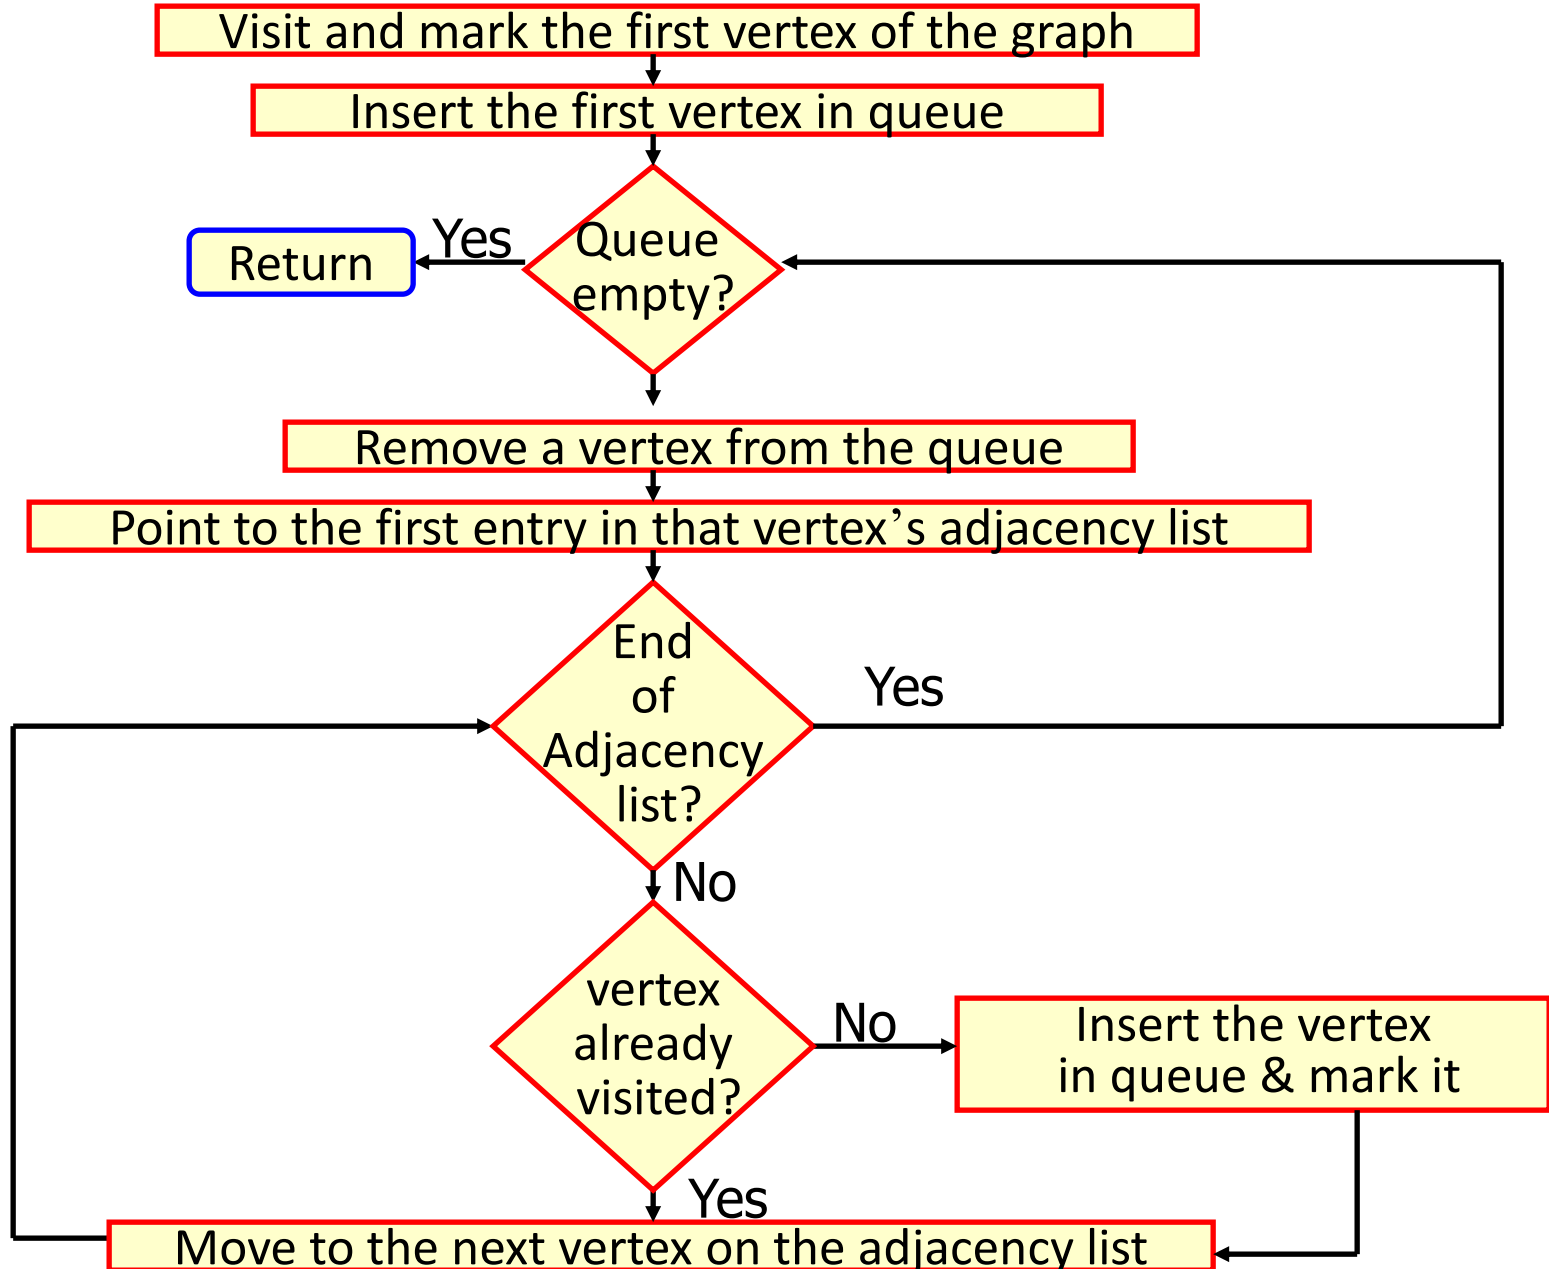 Visit and mark the first vertex of the graph
Insert the first vertex in queue
Queue
empty?
Yes
Return
Remove a vertex from the queue
Point to the first entry in that vertex’s adjacency list
End
of
Adjacency
list?
Yes
No
vertex
already
visited?
No
Insert the vertex
in queue & mark it
Yes
Move to the next vertex on the adjacency list